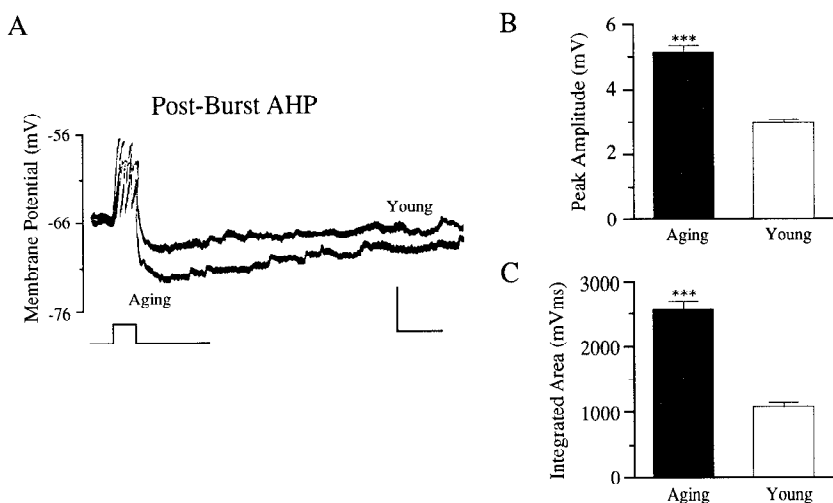 A
Post-Burst AHP
Membrane Potential (mV)
-56
-66
-76
Young
Aging
B
Peak Amplitude (mV)
6
4
2
0
***
Aging
Young
C
Integrated Area (mVms)
3000
2000
1000
0
***
Aging
Young